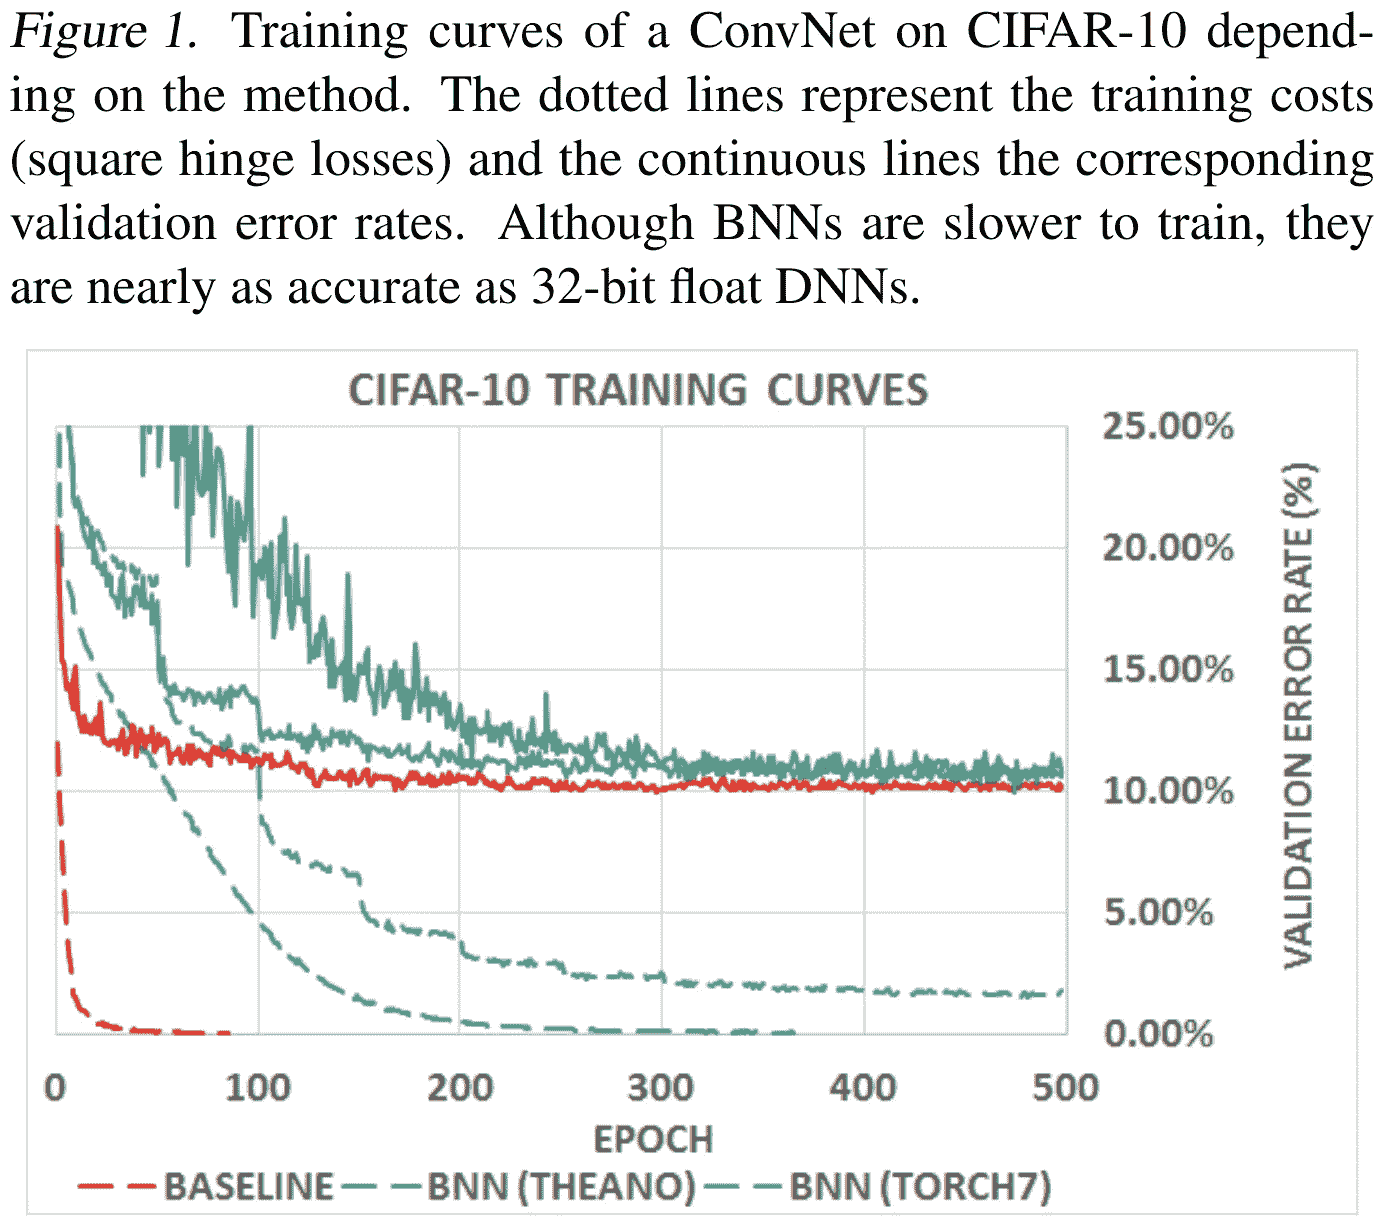 Figure 1. Training curves of a ConvNet on CIFAR-10 depend-
ing on the method. The dotted lines represent the training costs
(square hinge losses) and the continuous lines the corresponding
validation error rates. Although BNNs are slower to train, they
are nearly as accurate as 32-bit float DNNs.
CIFAR-10 TRAINING CURVES
25.00%
20.00%
15.00%
10.00%
5.00%
0.00%
VALIDATION ERROR RATE (%)
0 100 200 300 400 500
EPOCH
BASELINE BNN (THEANO) BNN (TORCH7)